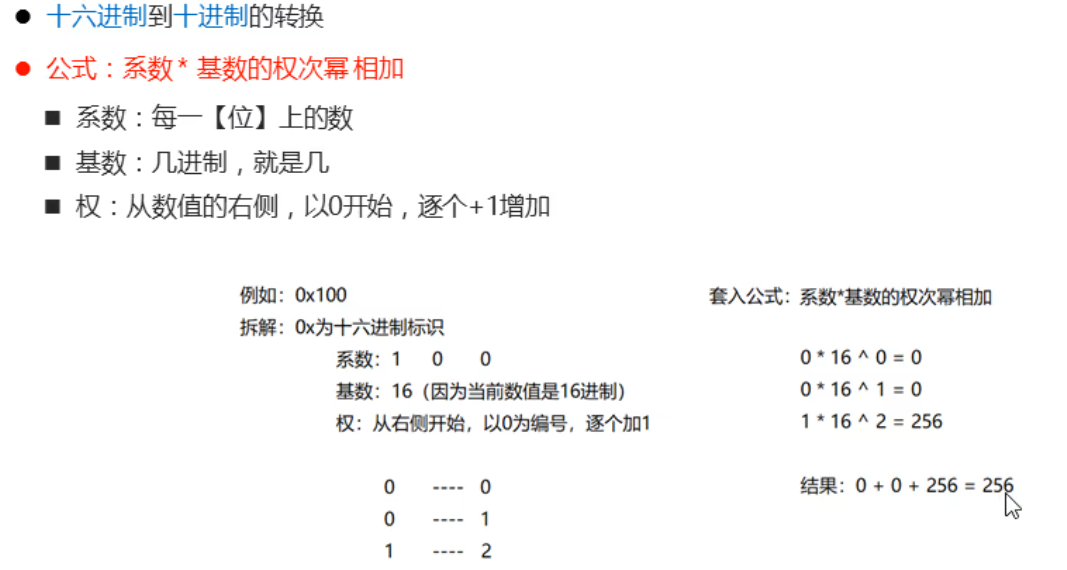 十六进制到十进制的转换
公式：系数* 基数的权次幂 相加
系数：每一【位】上的数
基数：几进制，就是几
权：从数值的右侧，以0开始，逐个+1增加
例如：0x100
拆解：0x为十六进制标识
系数：1 0 0
基数：16（因为当前数值是16进制）
权：从右侧开始，以0为编号，逐个加1
0 ---- 0
0 ---- 1
1 ---- 2
套入公式：系数*基数的权次幂相加
0 * 16 ^ 0 = 0
0 * 16 ^ 1 = 0
1 * 16 ^ 2 = 256
结果：0 + 0 + 256 = 256